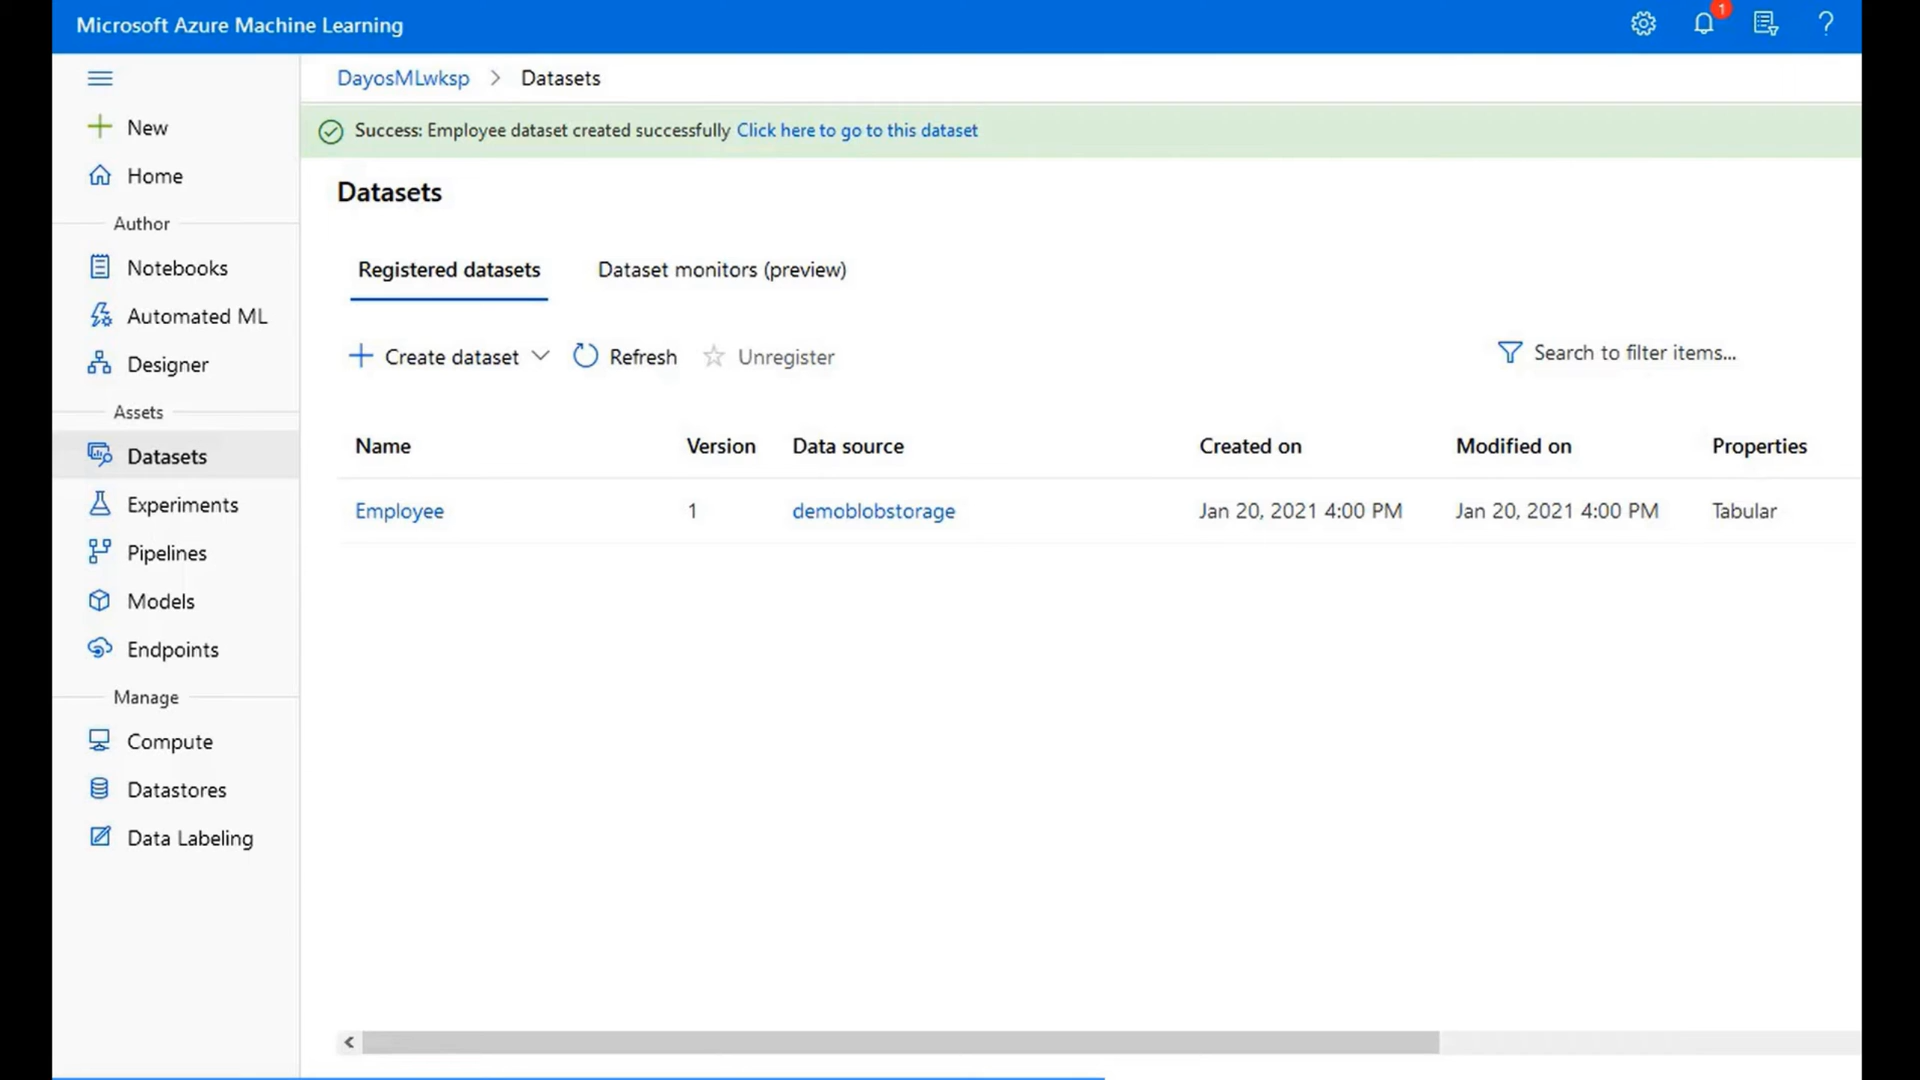 Microsoft Azure Machine Learning
1
DayosMLwksp > Datasets
New
Home
Author
Notebooks
Automated ML
Designer
Assets
Datasets
Experiments
Pipelines
Models
Endpoints
Manage
Compute
Datastores
Data Labeling
Success: Employee dataset created successfully Click here to go to this dataset
Datasets
Registered datasets Dataset monitors (preview)
Create dataset Refresh Unregister Search to filter items...
Name Version Data source Created on Modified on Properties
Employee 1 demoblobstorage Jan 20, 2021 4:00 PM Jan 20, 2021 4:00 PM Tabular